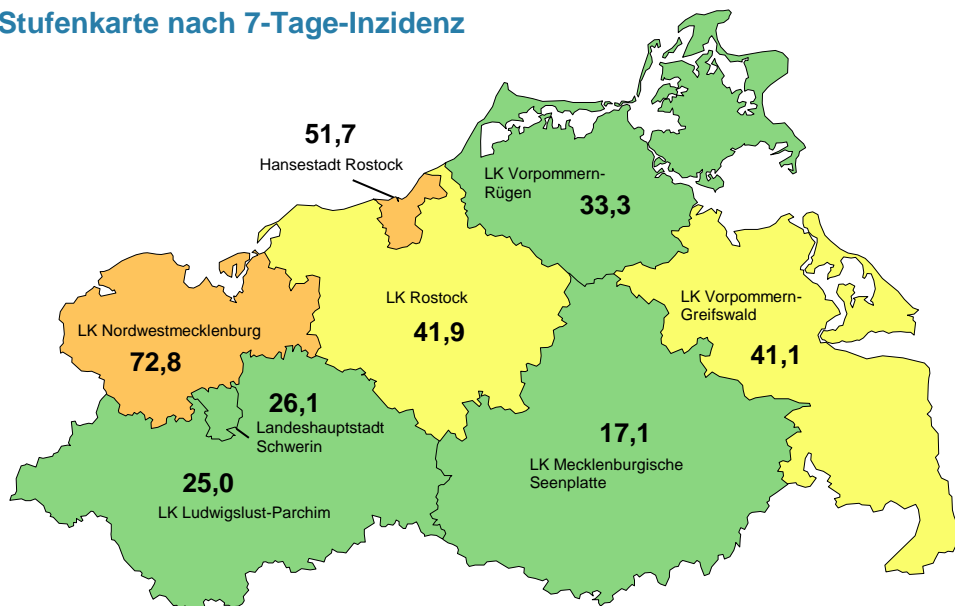 Stufenkarte nach 7-Tage-Inzidenz
51,7
Hansestadt Rostock
LK Vorpommern-
Rügen
33,3
LK Rostock
41,9
LK Vorpommern-
Greifswald
41,1
LK Nordwestmecklenburg
72,8
26,1
Landeshauptstadt
Schwerin
17,1
LK Mecklenburgische
Seenplatte
25,0
LK Ludwigslust-Parchim